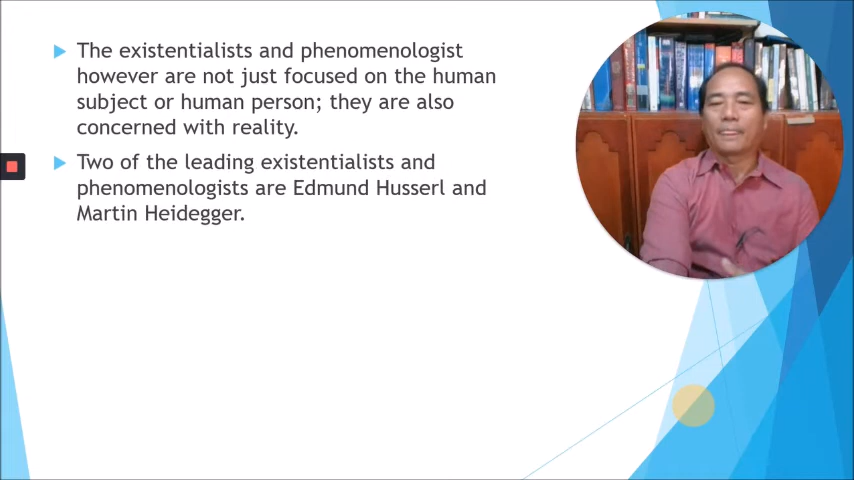 The existentialists and phenomenologist
however are not just focused on the human
subject or human person; they are also
concerned with reality.
Two of the leading existentialists and
phenomenologists are Edmund Husserl and
Martin Heidegger.